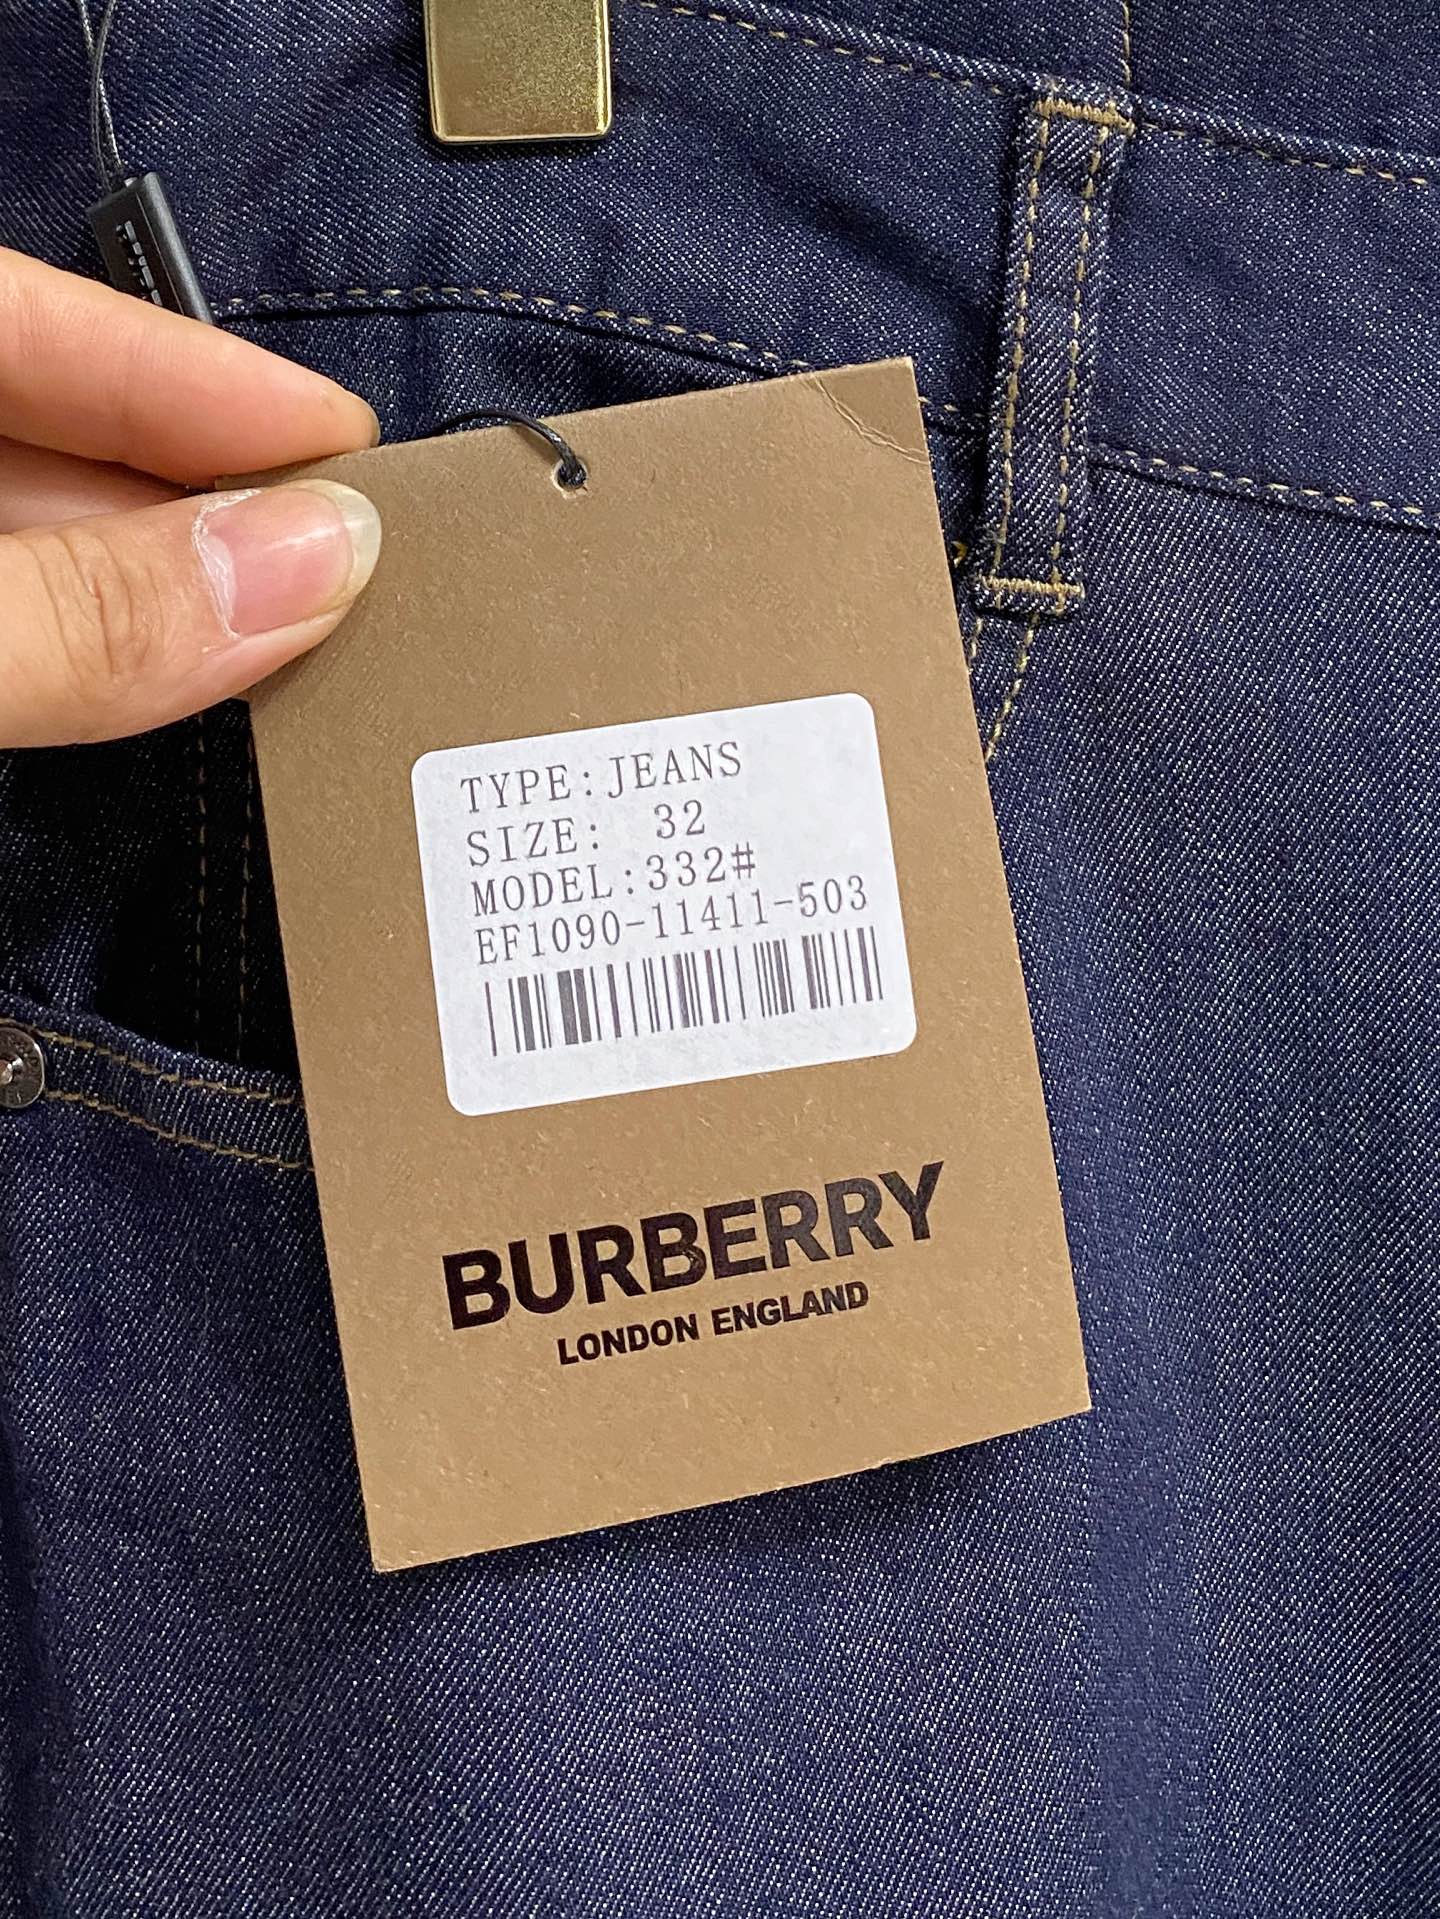 TYPE:JEANS
SIZE: 32
MODEL:332#
EF1090-11411-503
BURBERRY
LONDON ENGLAND